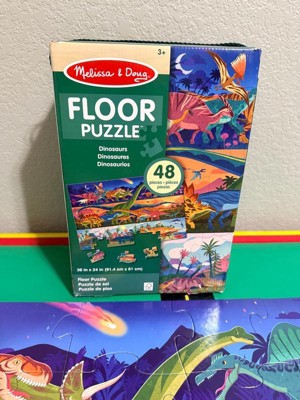 Melissa & Doug
3+
FLOOR
PUZZLE
Dinosaurs
Dinosaures
Dinosaurios
48
pieces • pièces
piezas
36 in x 24 in (91.4 cm x 61 cm)
Floor Puzzle
Puzzle de sol
Puzzle de piso